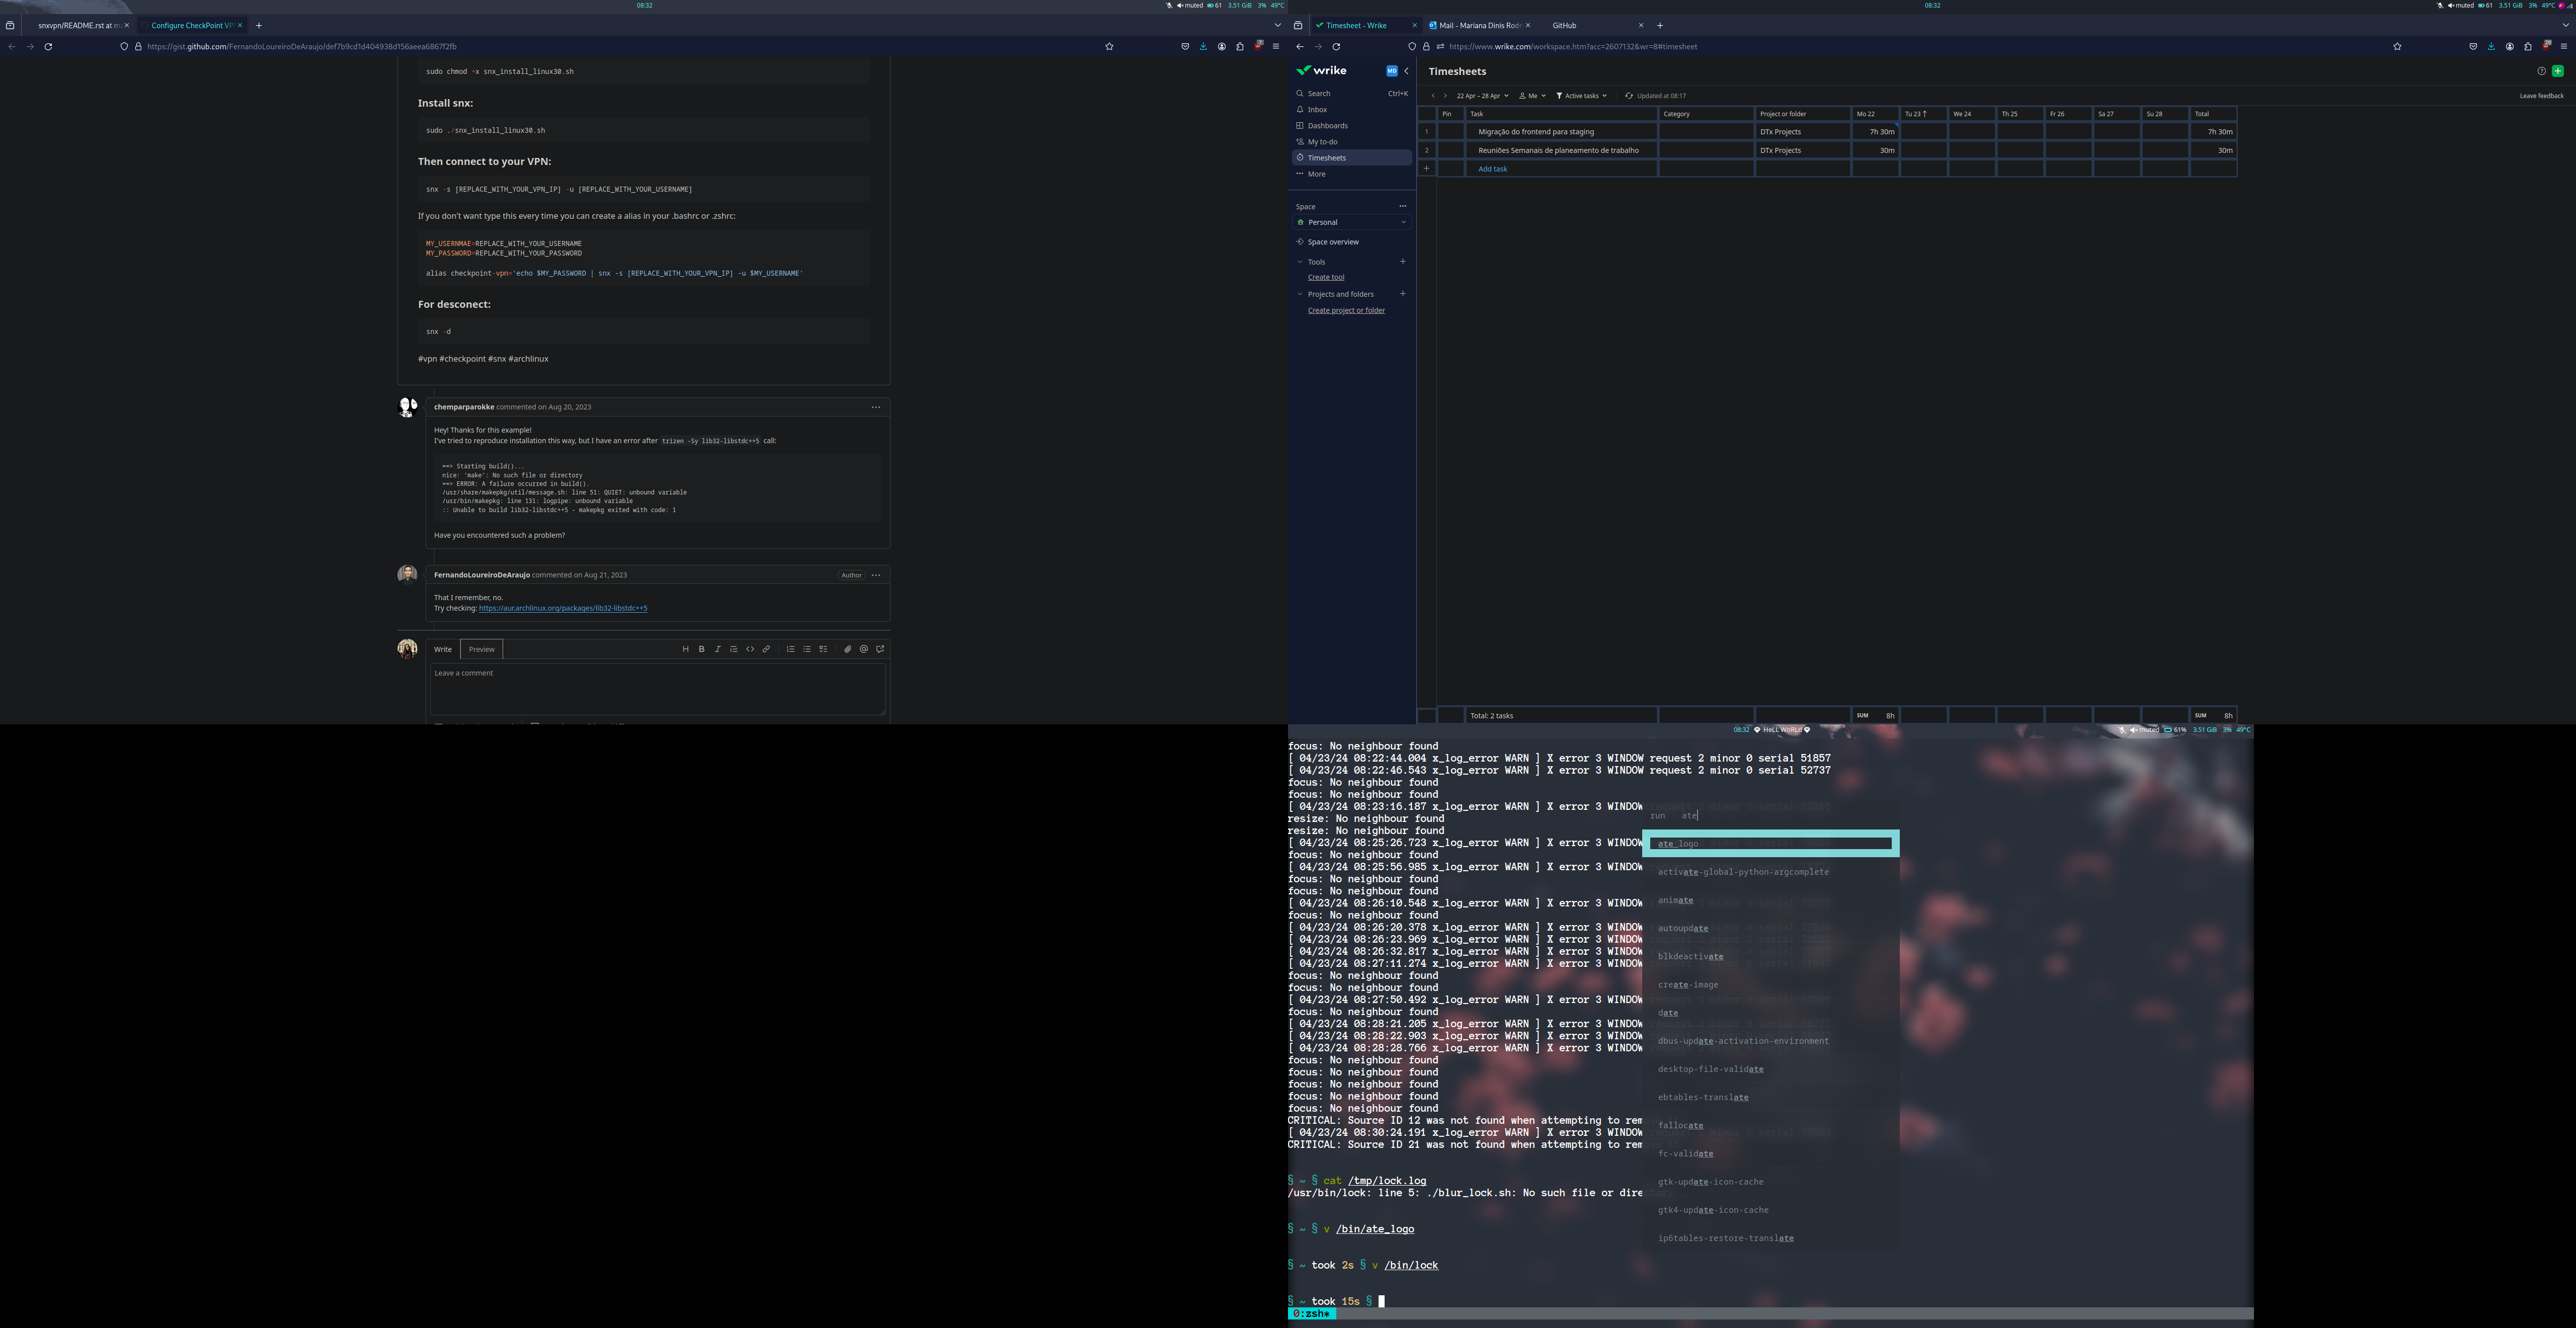 08:32
muted 61 3.51 GiB 3% 49°C
snxvpn/README.rst at m
Configure CheckPoint VP
https://gist.github.com/FernandoLoureiroDeAraujo/def7b9cd1d404938d156aeea6867f2fb
sudo chmod +x snx_install_linux30.sh
Install snx:
sudo ./snx_install_linux30.sh
Then connect to your VPN:
snx -s [REPLACE_WITH_YOUR_VPN_IP] -u [REPLACE_WITH_YOUR_USERNAME]
If you don't want type this every time you can create a alias in your .bashrc or .zshrc:
MY_USERNMAE=REPLACE_WITH_YOUR_USERNAME
MY_PASSWORD=REPLACE_WITH_YOUR_PASSWORD
alias checkpoint-vpn='echo $MY_PASSWORD | snx -s [REPLACE_WITH_YOUR_VPN_IP] -u $MY_USERNAME'
For desconect:
snx -d
#vpn #checkpoint #snx #archlinux
chemparparokke commented on Aug 20, 2023
Hey! Thanks for this example!
I've tried to reproduce installation this way, but I have an error after trizen -Sy lib32-libstdc++5 call:
==> Starting build()...
nice: 'make': No such file or directory
==> ERROR: A failure occurred in build().
/usr/share/makepkg/util/message.sh: line 51: QUIET: unbound variable
/usr/bin/makepkg: line 131: logpipe: unbound variable
:: Unable to build lib32-libstdc++5 - makepkg exited with code: 1
Have you encountered such a problem?
FernandoLoureiroDeAraujo commented on Aug 21, 2023
Author
That I remember, no.
Try checking: https://aur.archlinux.org/packages/lib32-libstdc++5
Write Preview
Leave a comment
08:32
muted 61 3.51 GiB 3% 49°C
Timesheet - Wrike
Mail - Mariana Dinis Rod
GitHub
https://www.wrike.com/workspace.htm?acc=2607132&wr=8#timesheet
wrike
MD
Search Ctrl+K
Inbox
Dashboards
My to-do
Timesheets
More
Space
Personal
Space overview
Tools
Create tool
Projects and folders
Create project or folder
Timesheets
22 Apr – 28 Apr Me Active tasks Updated at 08:17
Leave feedback
Pin Task Category Project or folder Mo 22 Tu 23 ↑ We 24 Th 25 Fr 26 Sa 27 Su 28 Total
1 Migração do frontend para staging DTx Projects 7h 30m 7h 30m
2 Reuniões Semanais de planeamento de trabalho DTx Projects 30m 30m
+ Add task
Total: 2 tasks SUM 8h SUM 8h
08:32 HeLL WoRLd
muted 61% 3.51 GiB 3% 49°C
focus: No neighbour found
[ 04/23/24 08:22:44.004 x_log_error WARN ] X error 3 WINDOW request 2 minor 0 serial 51857
[ 04/23/24 08:22:46.543 x_log_error WARN ] X error 3 WINDOW request 2 minor 0 serial 52737
focus: No neighbour found
focus: No neighbour found
[ 04/23/24 08:23:16.187 x_log_error WARN ] X error 3 WINDOW
resize: No neighbour found
resize: No neighbour found
[ 04/23/24 08:25:26.723 x_log_error WARN ] X error 3 WINDOW
focus: No neighbour found
[ 04/23/24 08:25:56.985 x_log_error WARN ] X error 3 WINDOW
focus: No neighbour found
focus: No neighbour found
[ 04/23/24 08:26:10.548 x_log_error WARN ] X error 3 WINDOW
focus: No neighbour found
[ 04/23/24 08:26:20.378 x_log_error WARN ] X error 3 WINDOW
[ 04/23/24 08:26:23.969 x_log_error WARN ] X error 3 WINDOW
[ 04/23/24 08:26:32.817 x_log_error WARN ] X error 3 WINDOW
[ 04/23/24 08:27:11.274 x_log_error WARN ] X error 3 WINDOW
focus: No neighbour found
focus: No neighbour found
[ 04/23/24 08:27:50.492 x_log_error WARN ] X error 3 WINDOW
focus: No neighbour found
[ 04/23/24 08:28:21.205 x_log_error WARN ] X error 3 WINDOW
[ 04/23/24 08:28:22.903 x_log_error WARN ] X error 3 WINDOW
[ 04/23/24 08:28:28.766 x_log_error WARN ] X error 3 WINDOW
focus: No neighbour found
focus: No neighbour found
focus: No neighbour found
focus: No neighbour found
focus: No neighbour found
CRITICAL: Source ID 12 was not found when attempting to rem
[ 04/23/24 08:30:24.191 x_log_error WARN ] X error 3 WINDOW
CRITICAL: Source ID 21 was not found when attempting to rem
§ ~ § cat /tmp/lock.log
/usr/bin/lock: line 5: ./blur_lock.sh: No such file or dire
§ ~ § v /bin/ate_logo
§ ~ took 2s § v /bin/lock
§ ~ took 15s §
0:zsh*
run ate
ate_logo
activate-global-python-argcomplete
animate
autoupdate
blkdeactivate
create-image
date
dbus-update-activation-environment
desktop-file-validate
ebtables-translate
fallocate
fc-validate
gtk-update-icon-cache
gtk4-update-icon-cache
ip6tables-restore-translate